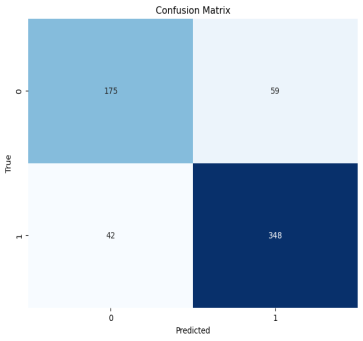 Confusion Matrix
0
175
59
True
1
42
348
0
1
Predicted